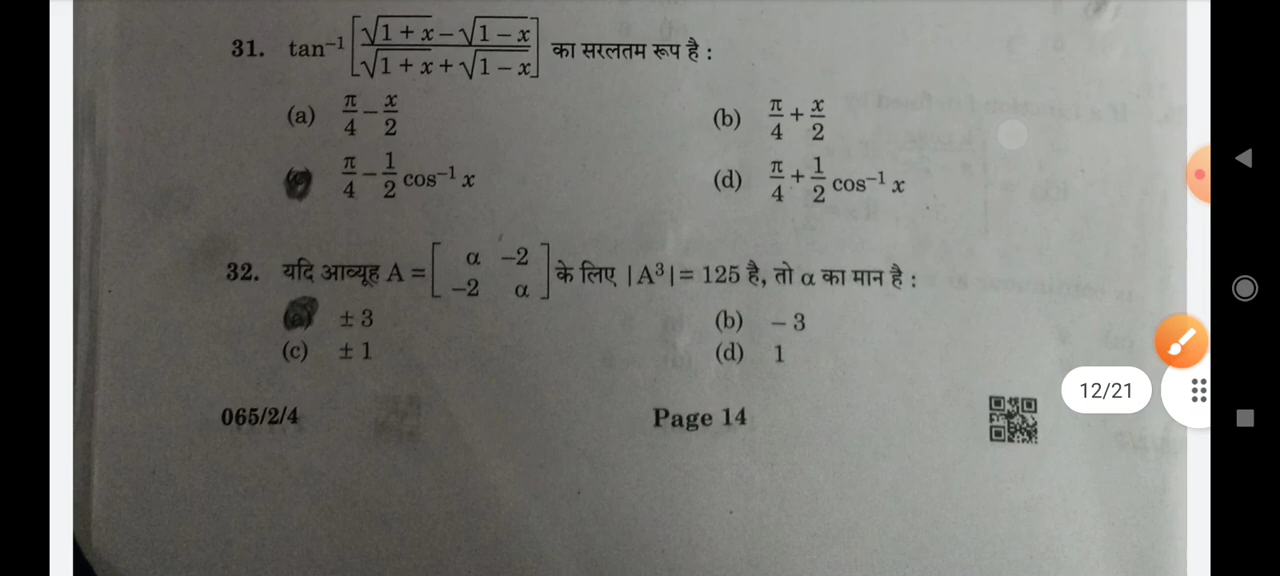 31. tan⁻¹ [(√1 + x − √1 − x)/(√1 + x + √1 − x)] का सरलतम रूप है :
(a) π/4 − x/2 (b) π/4 + x/2
π/4 − 1/2 cos⁻¹ x (d) π/4 + 1/2 cos⁻¹ x
32. यदि आव्यूह A = [α −2; −2 α] के लिए |A³| = 125 है, तो α का मान है :
(a) ± 3 (b) − 3
(c) ± 1 (d) 1
12/21
065/2/4 Page 14